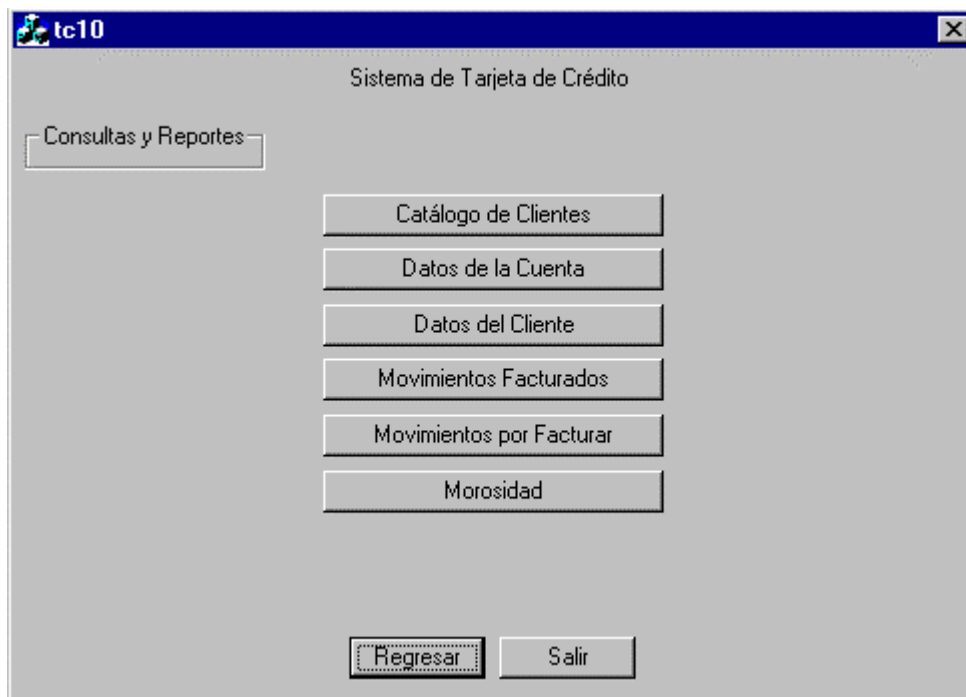 tc10
Sistema de Tarjeta de Crédito
Consultas y Reportes
Catálogo de Clientes
Datos de la Cuenta
Datos del Cliente
Movimientos Facturados
Movimientos por Facturar
Morosidad
Regresar Salir